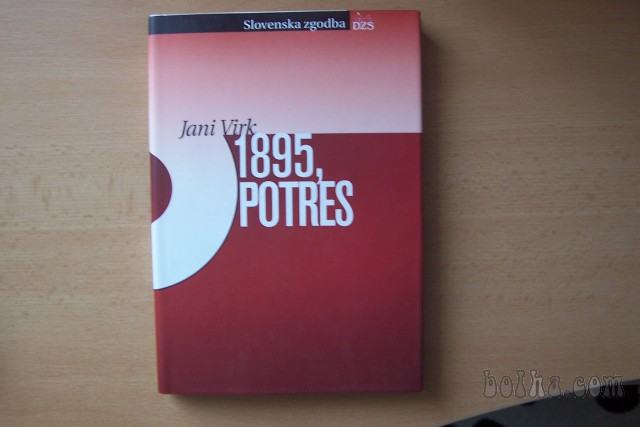 Slovenska zgodba
DZS
Jani Virk
1895,
POTRES
bolha.com